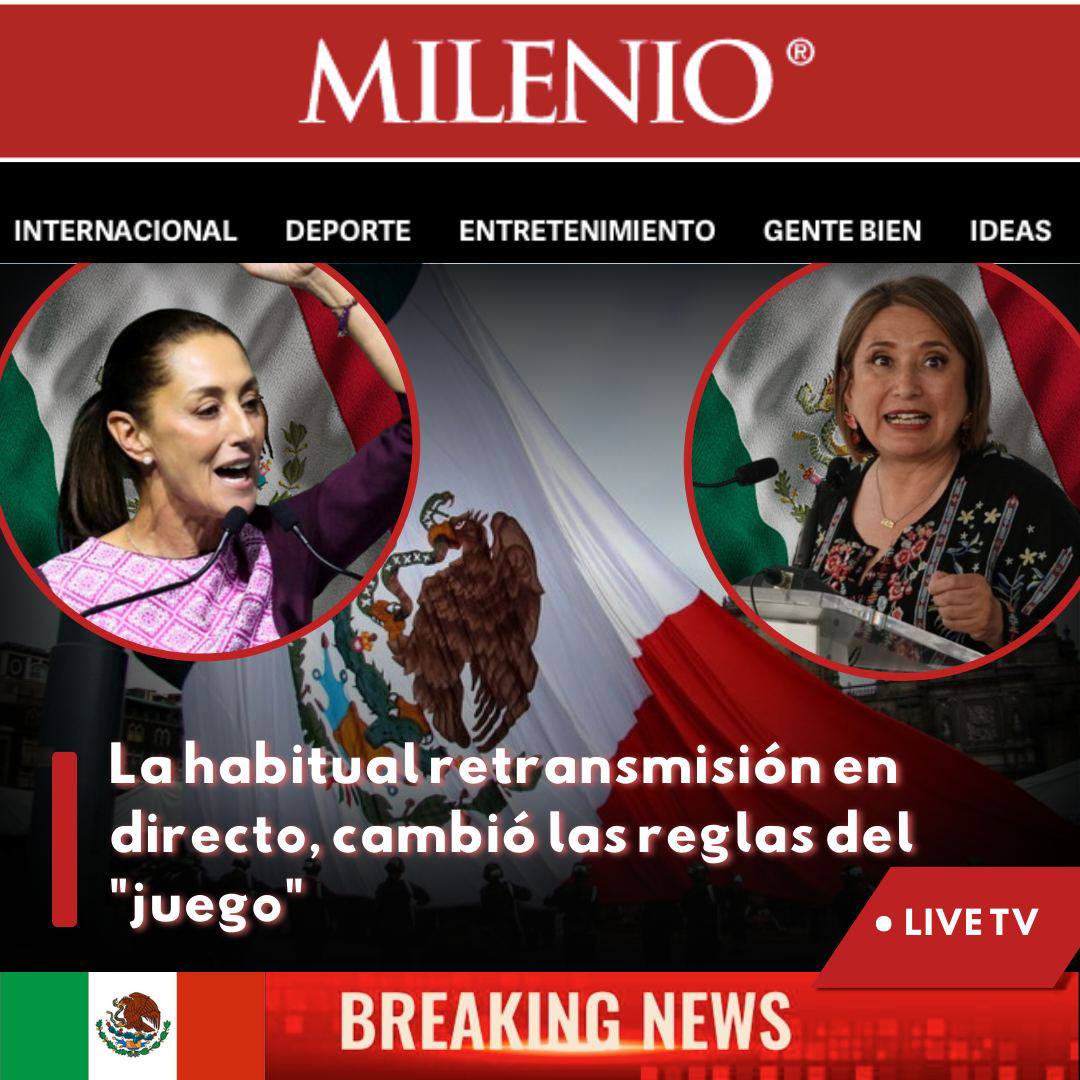 MILENIO®
INTERNACIONAL DEPORTE ENTRETENIMIENTO GENTE BIEN IDEAS
La habitual retransmisión en
directo, cambió las reglas del
"juego"
• LIVE TV
BREAKING NEWS